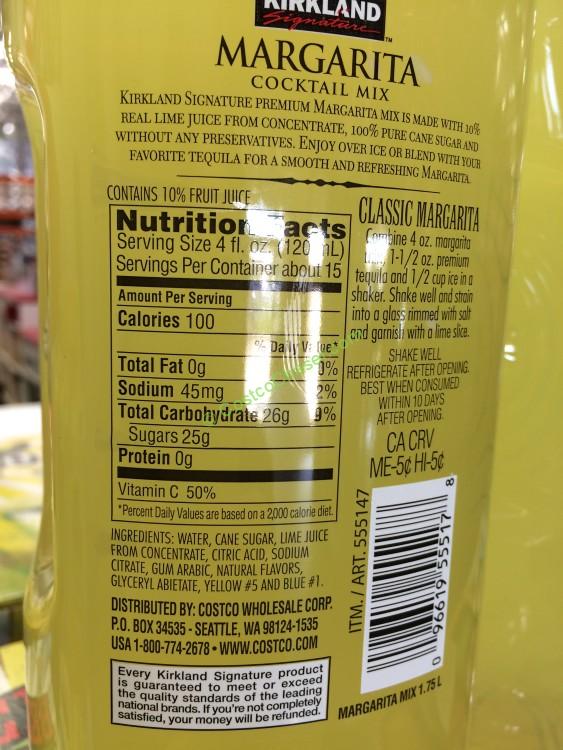 KIRKLAND
Signature™
MARGARITA
COCKTAIL MIX
KIRKLAND SIGNATURE PREMIUM MARGARITA MIX IS MADE WITH 10%
REAL LIME JUICE FROM CONCENTRATE, 100% PURE CANE SUGAR AND
WITHOUT ANY PRESERVATIVES. ENJOY OVER ICE OR BLEND WITH YOUR
FAVORITE TEQUILA FOR A SMOOTH AND REFRESHING MARGARITA.
CONTAINS 10% FRUIT JUICE
Nutrition Facts
Serving Size 4 fl. oz. (120 mL)
Servings Per Container about 15
Amount Per Serving
Calories 100
% Daily Value*
Total Fat 0g 0%
Sodium 45mg 2%
Total Carbohydrate 26g 9%
Sugars 25g
Protein 0g
Vitamin C 50%
*Percent Daily Values are based on a 2,000 calorie diet.
INGREDIENTS: WATER, CANE SUGAR, LIME JUICE
FROM CONCENTRATE, CITRIC ACID, SODIUM
CITRATE, GUM ARABIC, NATURAL FLAVORS,
GLYCERYL ABIETATE, YELLOW #5 AND BLUE #1.
DISTRIBUTED BY: COSTCO WHOLESALE CORP.
P.O. BOX 34535 - SEATTLE, WA 98124-1535
USA 1-800-774-2678 • WWW.COSTCO.COM
Every Kirkland Signature product
is guaranteed to meet or exceed
the quality standards of the leading
national brands. If you're not completely
satisfied, your money will be refunded.
CLASSIC MARGARITA
Combine 4 oz. margarita
1-1/2 oz. premium
tequila and 1/2 cup ice in a
shaker. Shake well and strain
into a glass rimmed with salt
and garnish with a lime slice.
SHAKE WELL
REFRIGERATE AFTER OPENING.
BEST WHEN CONSUMED
WITHIN 10 DAYS
AFTER OPENING.
CA CRV
ME-5¢ HI-5¢
ITM. / ART. 555147
0 96619 55517 8
MARGARITA MIX 1.75 L